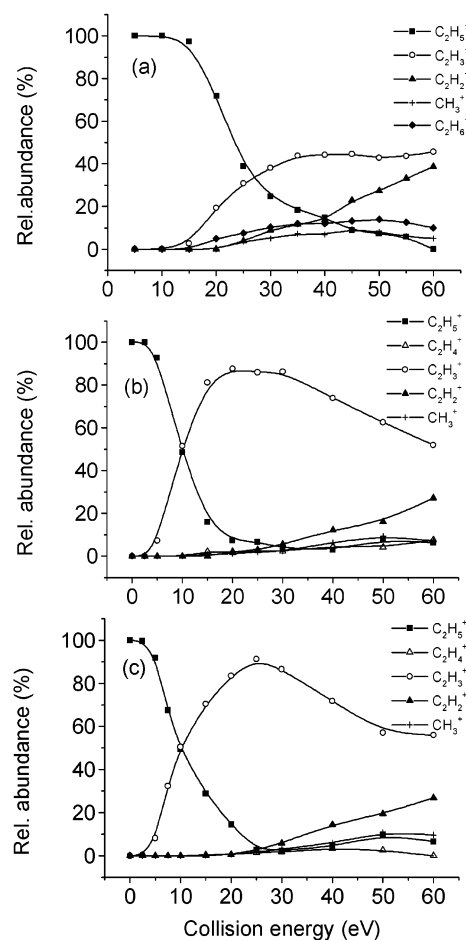 (a)
Rel.abundance (%)
100
80
60
40
20
0
C₂H₅⁺
C₂H₃⁺
C₂H₂⁺
CH₃⁺
C₂H₆⁺
0 10 20 30 40 50 60
(b)
Rel. abundance (%)
100
80
60
40
20
0
C₂H₅⁺
C₂H₄⁺
C₂H₃⁺
C₂H₂⁺
CH₃⁺
0 10 20 30 40 50 60
(c)
Rel. abundance (%)
100
80
60
40
20
0
C₂H₅⁺
C₂H₄⁺
C₂H₃⁺
C₂H₂⁺
CH₃⁺
0 10 20 30 40 50 60
Collision energy (eV)